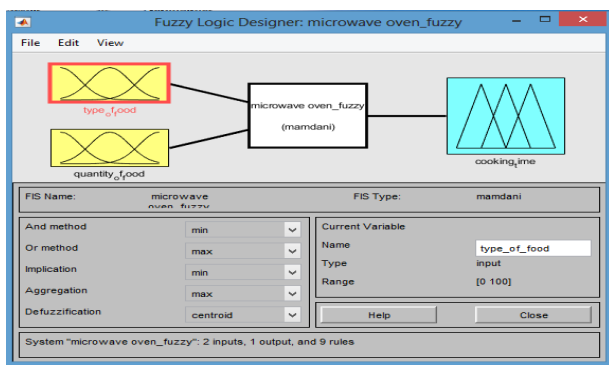 Fuzzy Logic Designer: microwave oven_fuzzy
File Edit View
type_of_food
quantity_of_food
microwave oven_fuzzy
(mamdani)
cooking_time
FIS Name: microwave oven_fuzzy FIS Type: mamdani
And method min
Or method max
Implication min
Aggregation max
Defuzzification centroid
Current Variable
Name type_of_food
Type input
Range [0 100]
Help Close
System "microwave oven_fuzzy": 2 inputs, 1 output, and 9 rules